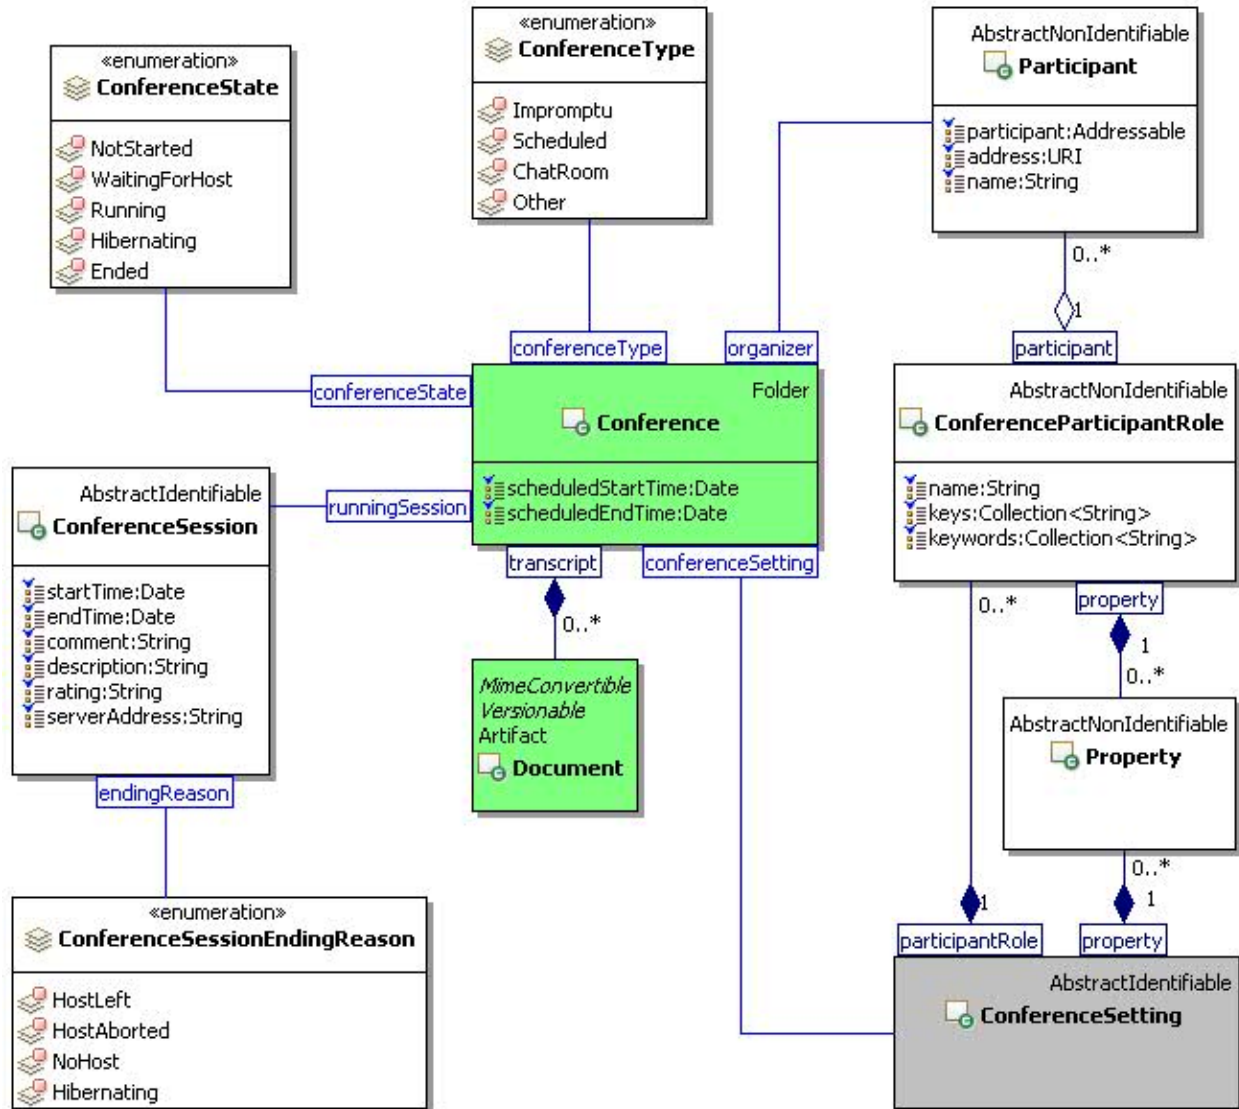 «enumeration»
ConferenceState
NotStarted
WaitingForHost
Running
Hibernating
Ended
«enumeration»
ConferenceType
Impromptu
Scheduled
ChatRoom
Other
AbstractNonIdentifiable
Participant
participant:Addressable
address:URI
name:String
0..*
1
conferenceType
organizer
participant
conferenceState
Folder
Conference
scheduledStartTime:Date
scheduledEndTime:Date
AbstractNonIdentifiable
ConferenceParticipantRole
name:String
keys:Collection<String>
keywords:Collection<String>
AbstractIdentifiable
ConferenceSession
startTime:Date
endTime:Date
comment:String
description:String
rating:String
serverAddress:String
runningSession
transcript
conferenceSetting
0..*
property
1
0..*
0..*
MimeConvertible
Versionable
Artifact
Document
AbstractNonIdentifiable
Property
endingReason
0..*
1
1
«enumeration»
ConferenceSessionEndingReason
HostLeft
HostAborted
NoHost
Hibernating
participantRole
property
AbstractIdentifiable
ConferenceSetting